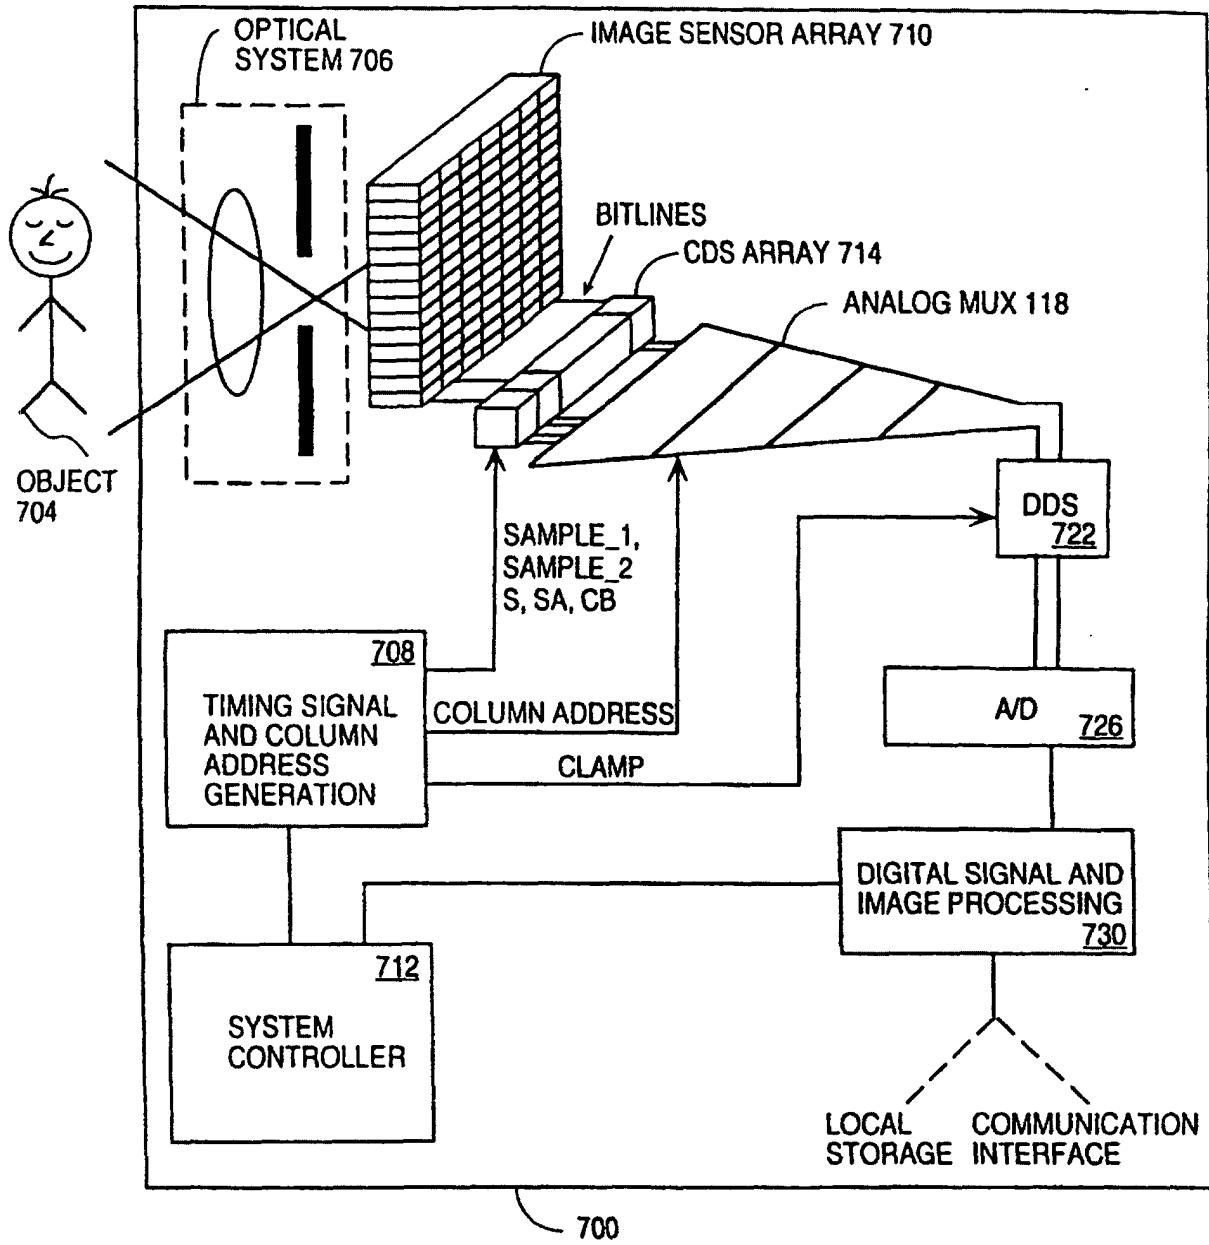 OPTICAL
SYSTEM 706
IMAGE SENSOR ARRAY 710
BITLINES
CDS ARRAY 714
ANALOG MUX 118
OBJECT
704
DDS
722
SAMPLE_1,
SAMPLE_2
S, SA, CB
708
TIMING SIGNAL
AND COLUMN
ADDRESS
GENERATION
COLUMN ADDRESS
CLAMP
A/D
726
DIGITAL SIGNAL AND
IMAGE PROCESSING
730
712
SYSTEM
CONTROLLER
LOCAL
STORAGE
COMMUNICATION
INTERFACE
700